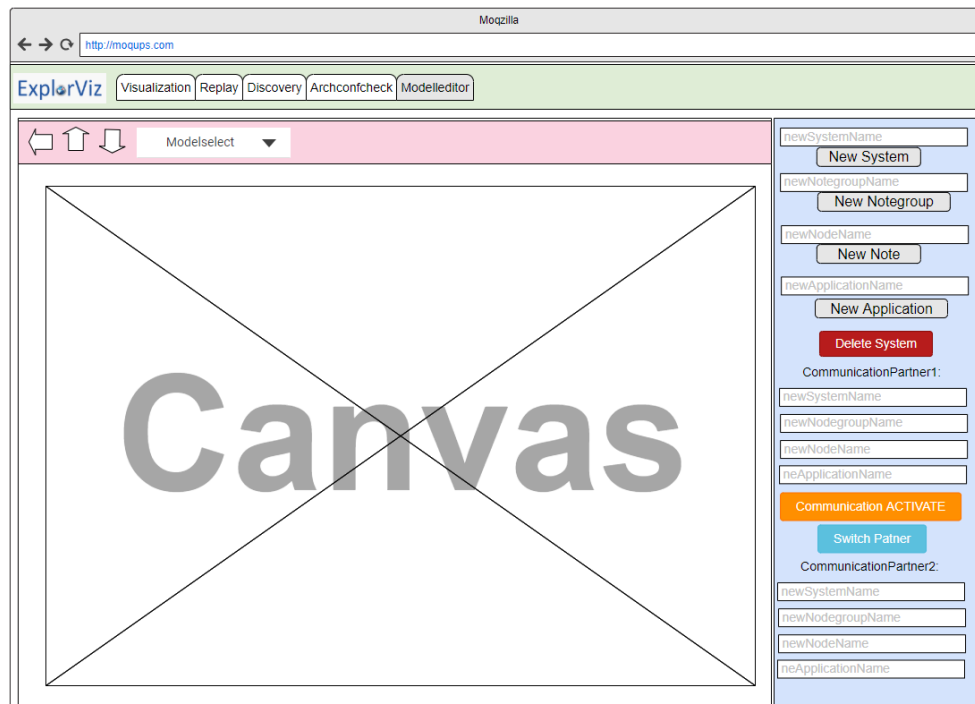 Moqzilla
http://moqups.com
ExplorViz Visualization Replay Discovery Archconfcheck Modelleditor
Modelselect
newSystemName
New System
newNotegroupName
New Notegroup
newNodeName
New Note
newApplicationName
New Application
Delete System
CommunicationPartner1:
newSystemName
newNodegroupName
newNodeName
neApplicationName
Communication ACTIVATE
Switch Patner
CommunicationPartner2:
newSystemName
newNodegroupName
newNodeName
neApplicationName
Canvas